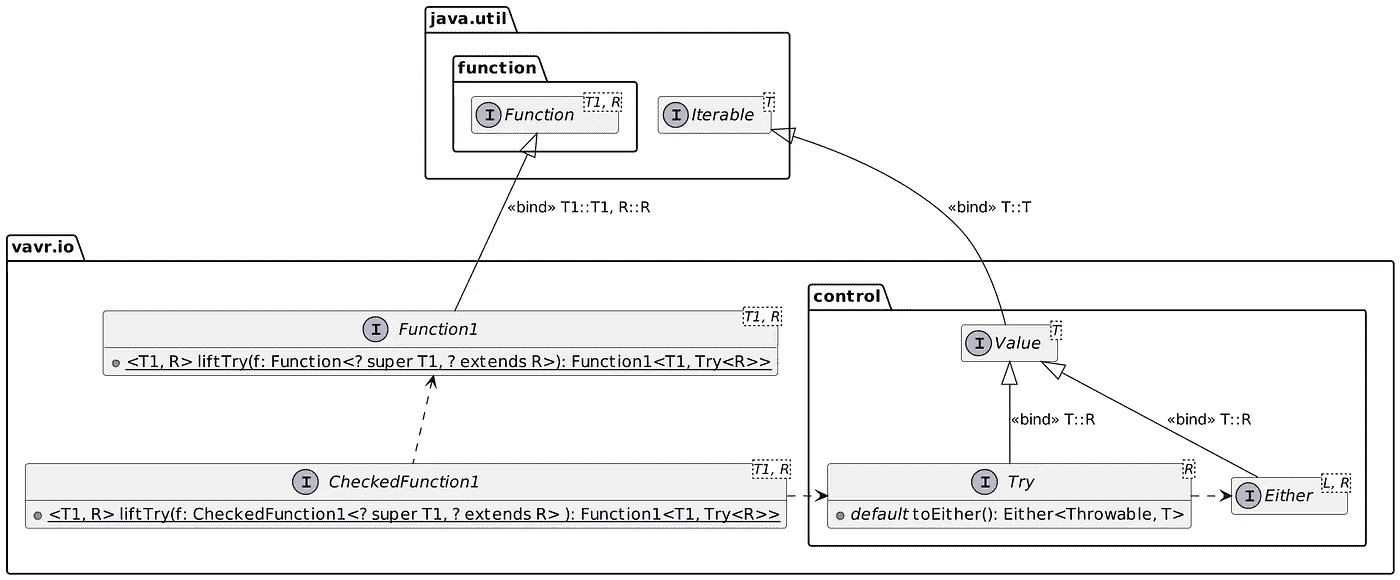 java.util
function
I Function T1, R
I Iterable T
«bind» T1::T1, R::R
«bind» T::T
vavr.io
control
I Function1 T1, R
<T1, R> liftTry(f: Function<? super T1, ? extends R>): Function1<T1, Try<R>>
I Value T
«bind» T::R
«bind» T::R
I CheckedFunction1 T1, R
<T1, R> liftTry(f: CheckedFunction1<? super T1, ? extends R> ): Function1<T1, Try<R>>
I Try R
default toEither(): Either<Throwable, T>
I Either L, R